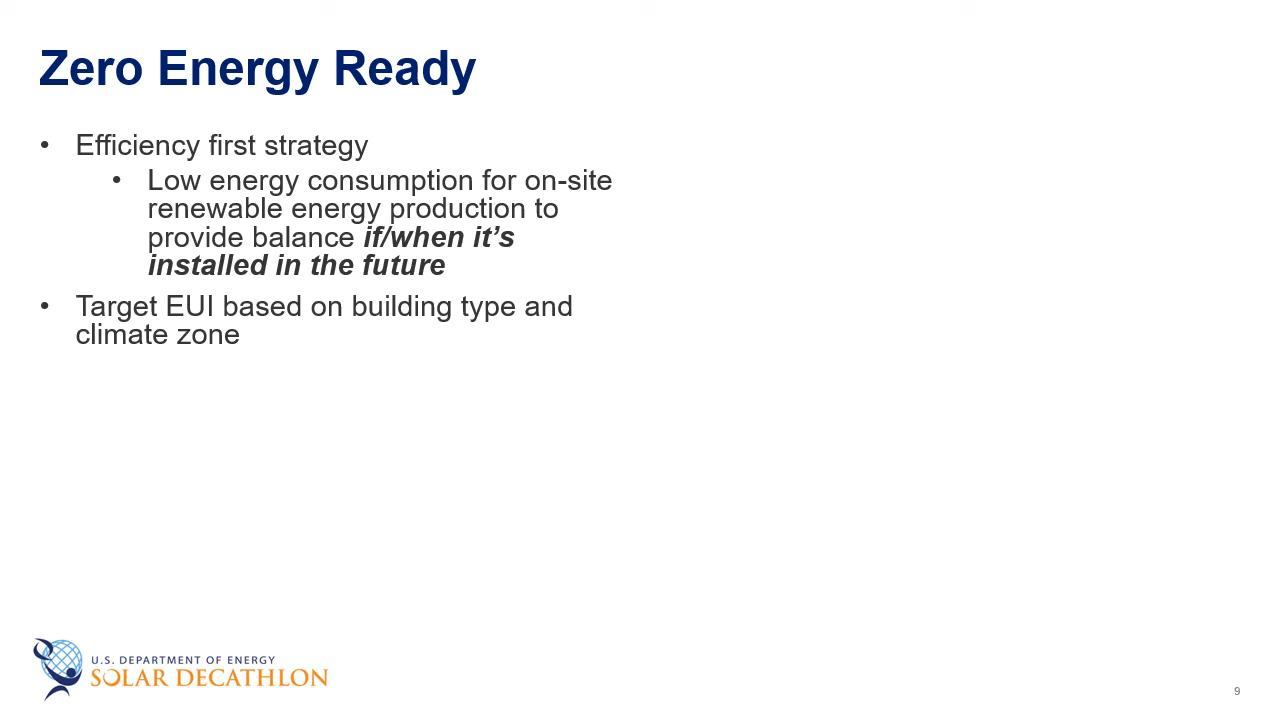 Zero Energy Ready
• Efficiency first strategy
• Low energy consumption for on-site
renewable energy production to
provide balance if/when it’s
installed in the future
• Target EUI based on building type and
climate zone
U.S. DEPARTMENT OF ENERGY
SOLAR DECATHLON
9